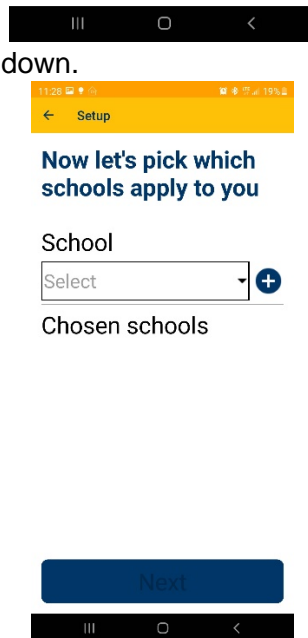 down.
11:28 19%
← Setup
Now let's pick which
schools apply to you
School
Select
Chosen schools
Next